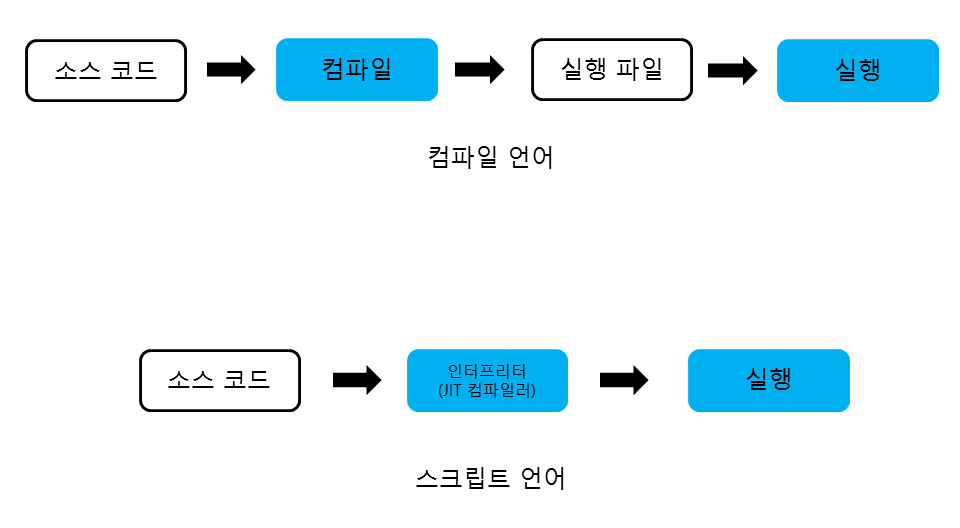 소스 코드
컴파일
실행 파일
실행
컴파일 언어
소스 코드
인터프리터
(JIT 컴파일러)
실행
스크립트 언어